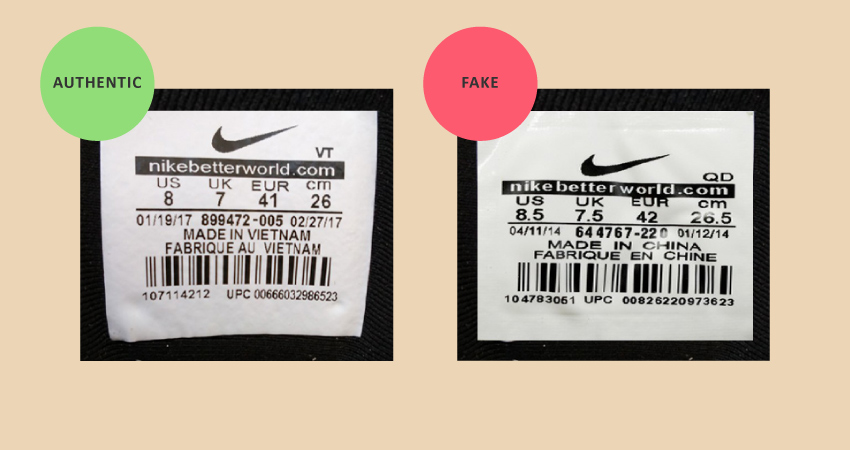 AUTHENTIC
VT
nikebetterworld.com
US UK EUR cm
8 7 41 26
01/19/17 899472-005 02/27/17
MADE IN VIETNAM
FABRIQUE AU VIETNAM
107114212 UPC 00666032986523
FAKE
QD
nikebetterworld.com
US UK EUR cm
8.5 7.5 42 26.5
04/11/14 644767-220 01/12/14
MADE IN CHINA
FABRIQUE EN CHINE
104783051 UPC 00826220973623